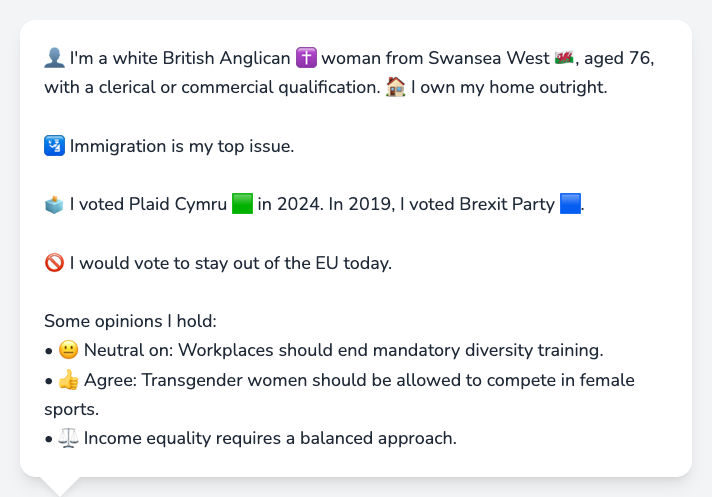 👤 I'm a white British Anglican ✝️ woman from Swansea West 🏴󠁧󠁢󠁷󠁬󠁳󠁿, aged 76,
with a clerical or commercial qualification. 🏠 I own my home outright.
🛂 Immigration is my top issue.
🗳️ I voted Plaid Cymru 🟩 in 2024. In 2019, I voted Brexit Party 🟦.
🚫 I would vote to stay out of the EU today.
Some opinions I hold:
• 😐 Neutral on: Workplaces should end mandatory diversity training.
• 👍 Agree: Transgender women should be allowed to compete in female
sports.
• ⚖️ Income equality requires a balanced approach.